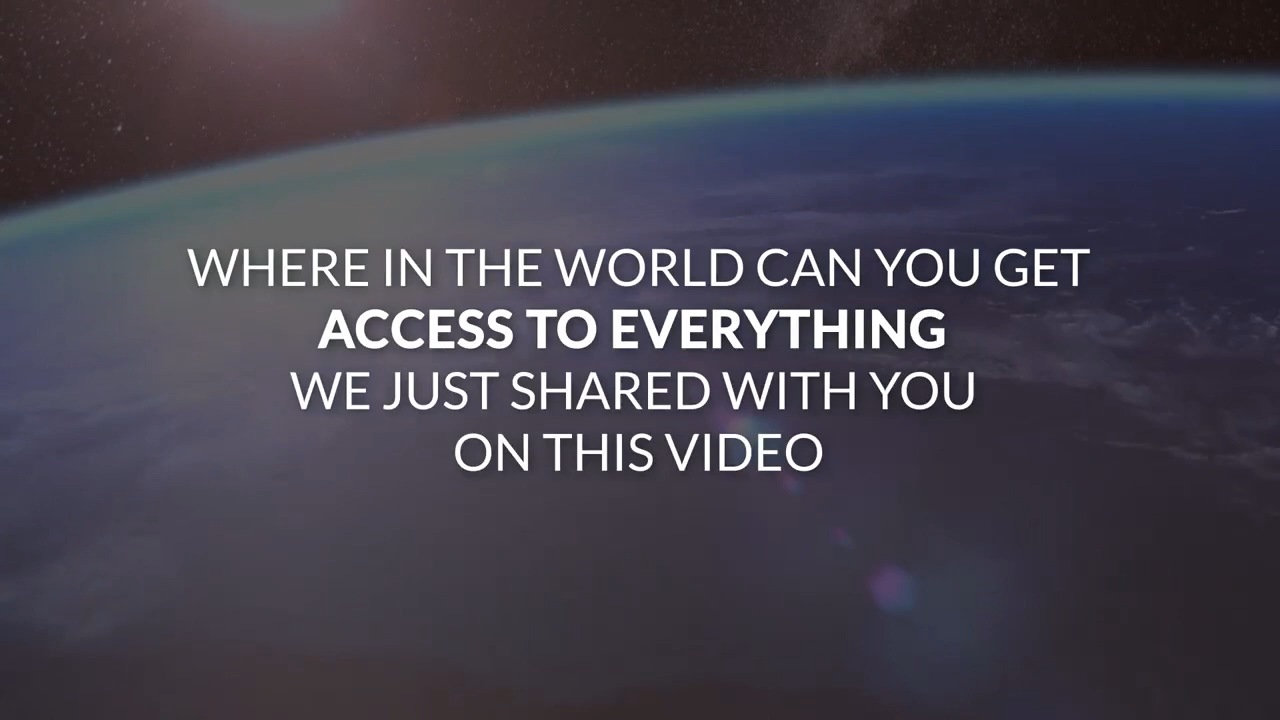 WHERE IN THE WORLD CAN YOU GET
ACCESS TO EVERYTHING
WE JUST SHARED WITH YOU
ON THIS VIDEO